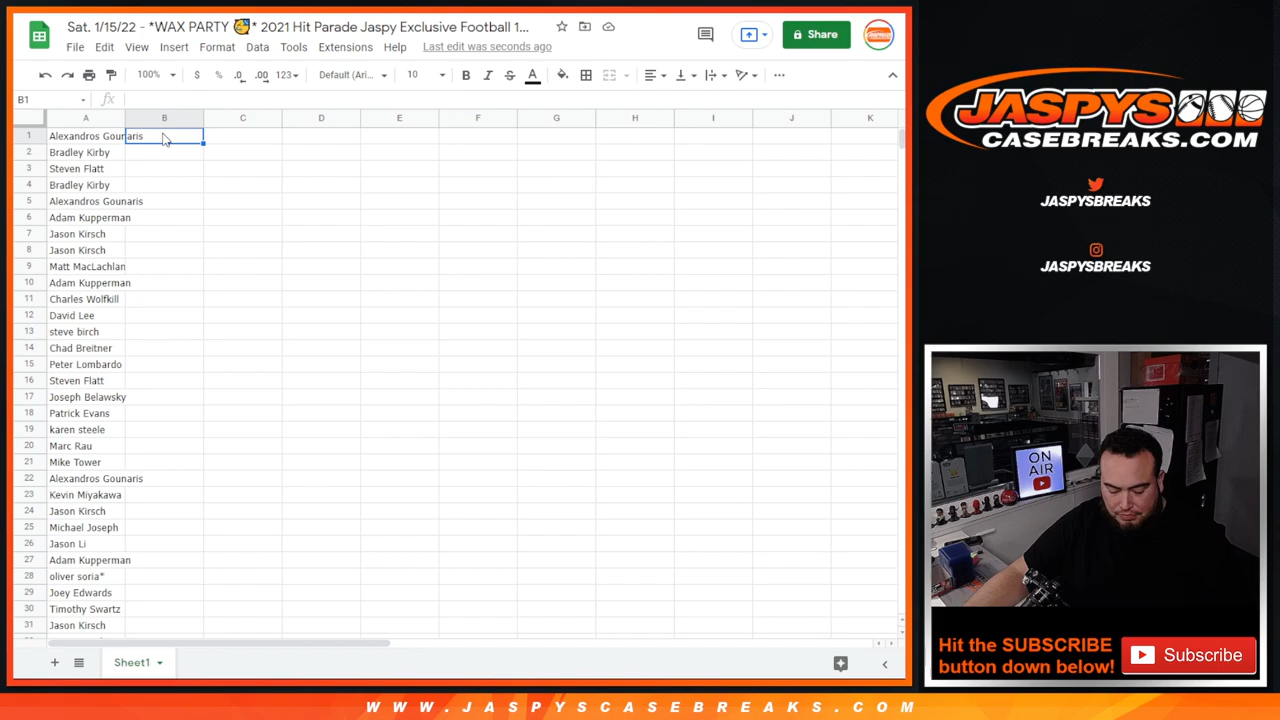 Sat. 1/15/22 - *WAX PARTY 🥳* 2021 Hit Parade Jaspy Exclusive Football 1...
File Edit View Insert Format Data Tools Extensions Help Last edit was seconds ago
Share
100% $ % .0 .00 123 Default (Ari... 10 B I S A
B1 fx
A B C D E F G H I J K
1 Alexandros Gounaris
2 Bradley Kirby
3 Steven Flatt
4 Bradley Kirby
5 Alexandros Gounaris
6 Adam Kupperman
7 Jason Kirsch
8 Jason Kirsch
9 Matt MacLachlan
10 Adam Kupperman
11 Charles Wolfkill
12 David Lee
13 steve birch
14 Chad Breitner
15 Peter Lombardo
16 Steven Flatt
17 Joseph Belawsky
18 Patrick Evans
19 karen steele
20 Marc Rau
21 Mike Tower
22 Alexandros Gounaris
23 Kevin Miyakawa
24 Jason Kirsch
25 Michael Joseph
26 Jason Li
27 Adam Kupperman
28 oliver soria*
29 Joey Edwards
30 Timothy Swartz
31 Jason Kirsch
Sheet1
JASPYS
CASEBREAKS.COM
JASPYSBREAKS
JASPYSBREAKS
ON
AIR
Hit the SUBSCRIBE
button down below!
Subscribe
WWW.JASPYSCASEBREAKS.COM